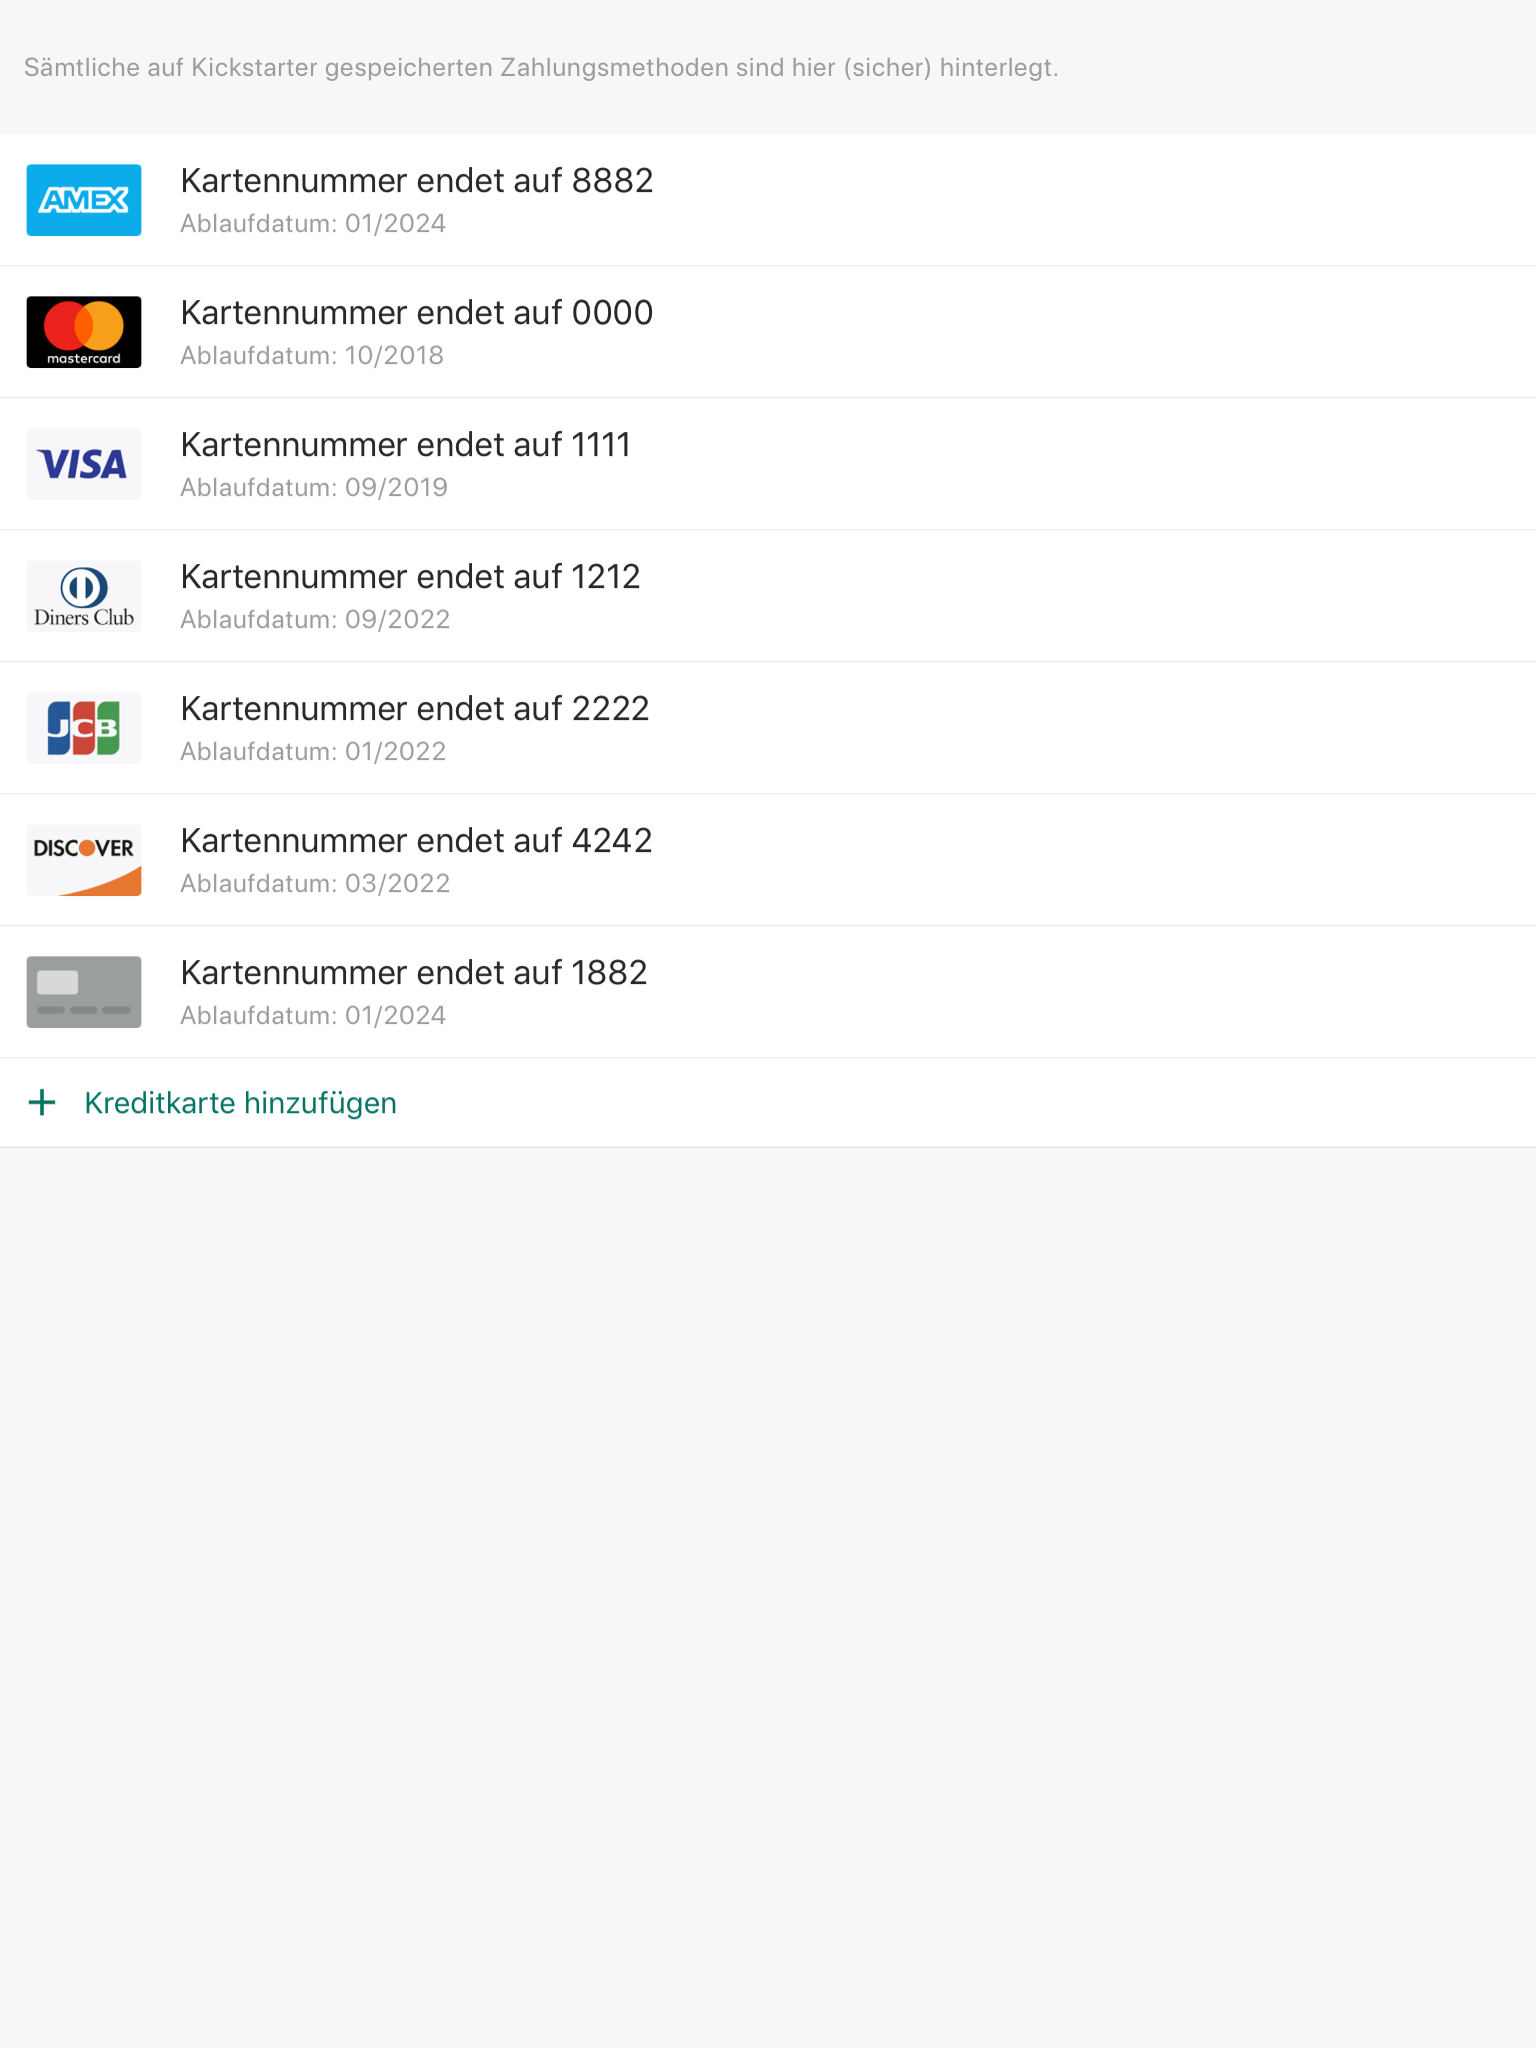 Sämtliche auf Kickstarter gespeicherten Zahlungsmethoden sind hier (sicher) hinterlegt.
AMEX
Kartennummer endet auf 8882
Ablaufdatum: 01/2024
mastercard
Kartennummer endet auf 0000
Ablaufdatum: 10/2018
VISA
Kartennummer endet auf 1111
Ablaufdatum: 09/2019
Diners Club
Kartennummer endet auf 1212
Ablaufdatum: 09/2022
JCB
Kartennummer endet auf 2222
Ablaufdatum: 01/2022
DISCOVER
Kartennummer endet auf 4242
Ablaufdatum: 03/2022
Kartennummer endet auf 1882
Ablaufdatum: 01/2024
+ Kreditkarte hinzufügen